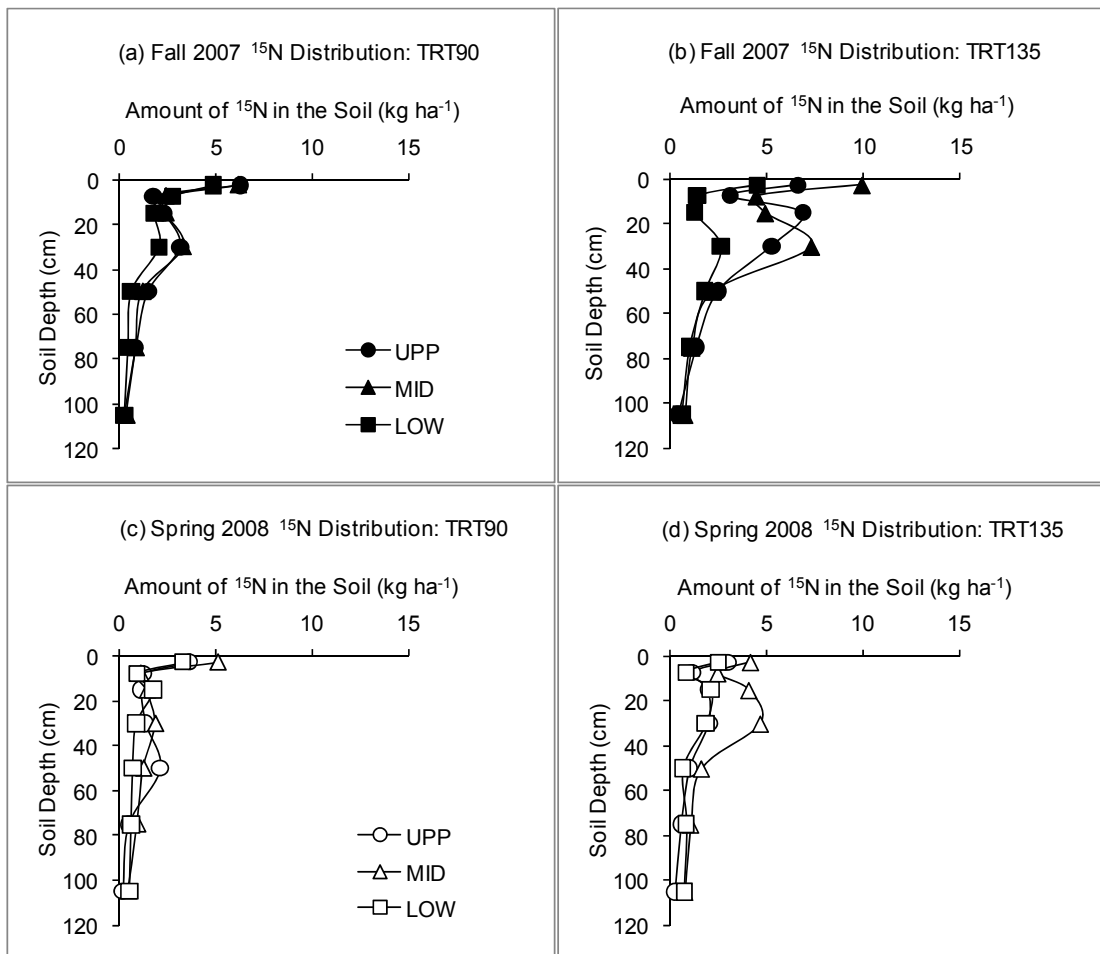 (a) Fall 2007 ¹⁵N Distribution: TRT90
Amount of ¹⁵N in the Soil (kg ha⁻¹)
0 5 10 15
0
20
40
60
80
100
120
Soil Depth (cm)
UPP
MID
LOW
(b) Fall 2007 ¹⁵N Distribution: TRT135
Amount of ¹⁵N in the Soil (kg ha⁻¹)
0 5 10 15
0
20
40
60
80
100
120
Soil Depth (cm)
(c) Spring 2008 ¹⁵N Distribution: TRT90
Amount of ¹⁵N in the Soil (kg ha⁻¹)
0 5 10 15
0
20
40
60
80
100
120
Soil Depth (cm)
UPP
MID
LOW
(d) Spring 2008 ¹⁵N Distribution: TRT135
Amount of ¹⁵N in the Soil (kg ha⁻¹)
0 5 10 15
0
20
40
60
80
100
120
Soil Depth (cm)